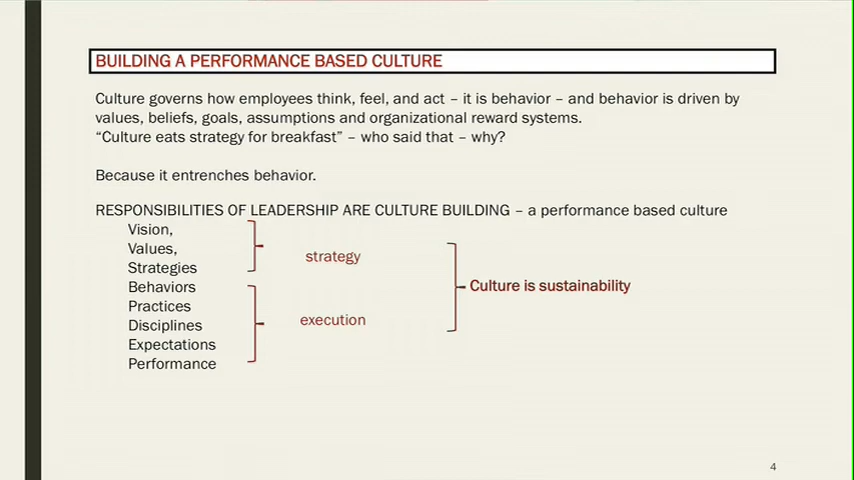 BUILDING A PERFORMANCE BASED CULTURE
Culture governs how employees think, feel, and act – it is behavior – and behavior is driven by
values, beliefs, goals, assumptions and organizational reward systems.
“Culture eats strategy for breakfast” – who said that – why?
Because it entrenches behavior.
RESPONSIBILITIES OF LEADERSHIP ARE CULTURE BUILDING – a performance based culture
Vision,
Values,
Strategies
strategy
Behaviors
Practices
Disciplines
Expectations
Performance
execution
Culture is sustainability
4